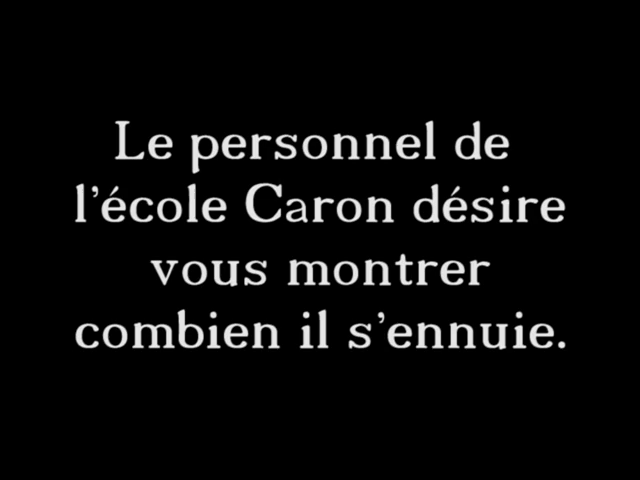 Le personnel de
l'école Caron désire
vous montrer
combien il s'ennuie.